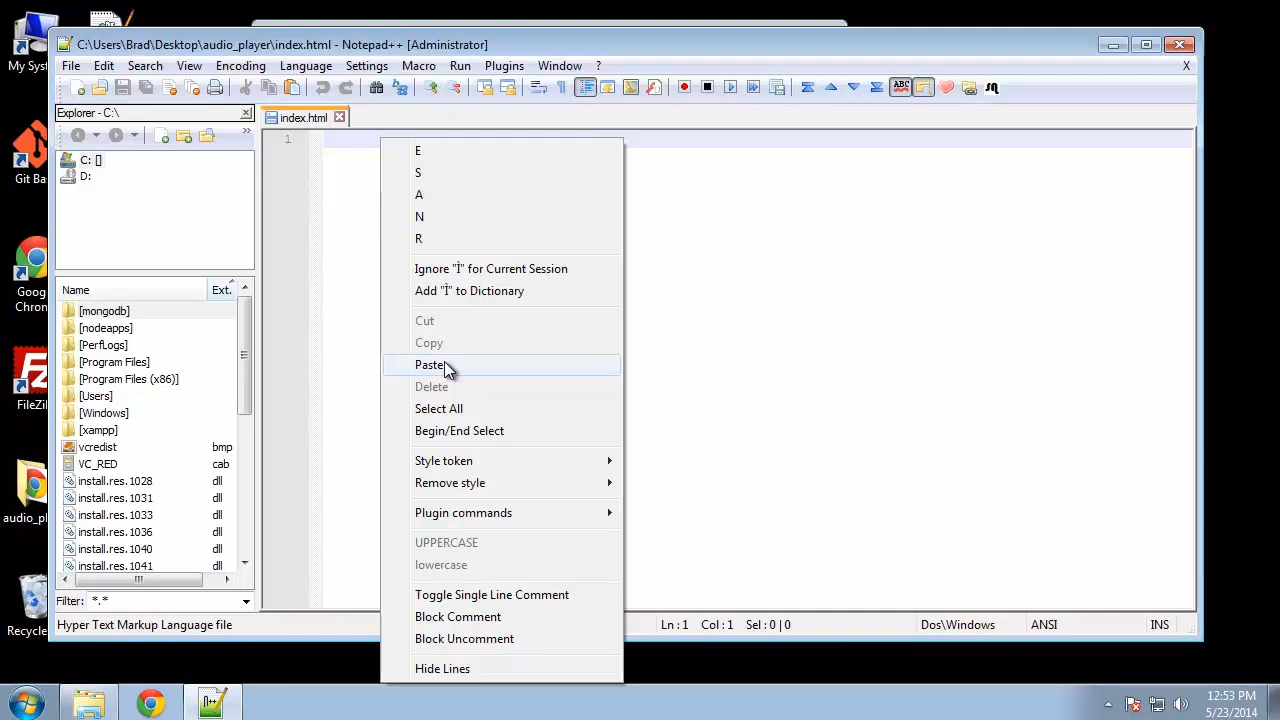 My Sys
C:\Users\Brad\Desktop\audio_player\index.html - Notepad++ [Administrator]
File Edit Search View Encoding Language Settings Macro Run Plugins Window ? X
ABC
Explorer - C:\
index.html
1
C: []
D:
Name Ext.
[mongodb]
[nodeapps]
[PerfLogs]
[Program Files]
[Program Files (x86)]
[Users]
[Windows]
[xampp]
vcredist bmp
VC_RED cab
install.res.1028 dll
install.res.1031 dll
install.res.1033 dll
install.res.1036 dll
install.res.1040 dll
install.res.1041 dll
Filter: *.*
Hyper Text Markup Language file
Ln : 1 Col : 1 Sel : 0 | 0
Dos\Windows
ANSI
INS
E
S
A
N
R
Ignore "Ì" for Current Session
Add "Ì" to Dictionary
Cut
Copy
Paste
Delete
Select All
Begin/End Select
Style token
Remove style
Plugin commands
UPPERCASE
lowercase
Toggle Single Line Comment
Block Comment
Block Uncomment
Hide Lines
Git Ba
Goog
Chron
Fz
FileZil
audio_pl
Recycle
12:53 PM
5/23/2014